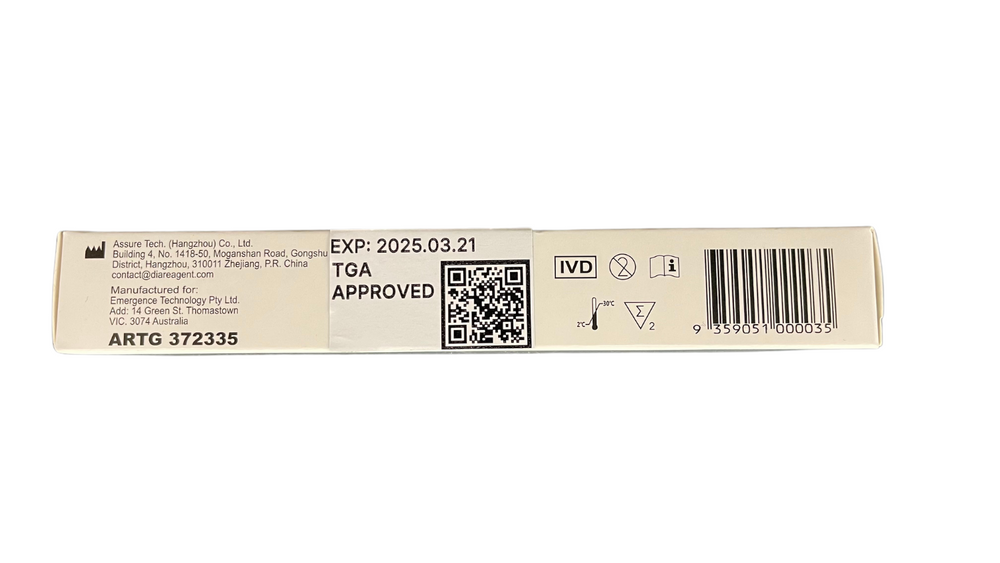 Assure Tech. (Hangzhou) Co., Ltd.
Building 4, No. 1418-50, Moganshan Road, Gongshu
District, Hangzhou, 310011 Zhejiang, P.R. China
contact@diareagent.com
Manufactured for:
Emergence Technology Pty Ltd.
Add: 14 Green St. Thomastown
VIC. 3074 Australia
ARTG 372335
EXP: 2025.03.21
TGA
APPROVED
IVD
2
i
2°C
30°C
Σ
2
9 359051 000035